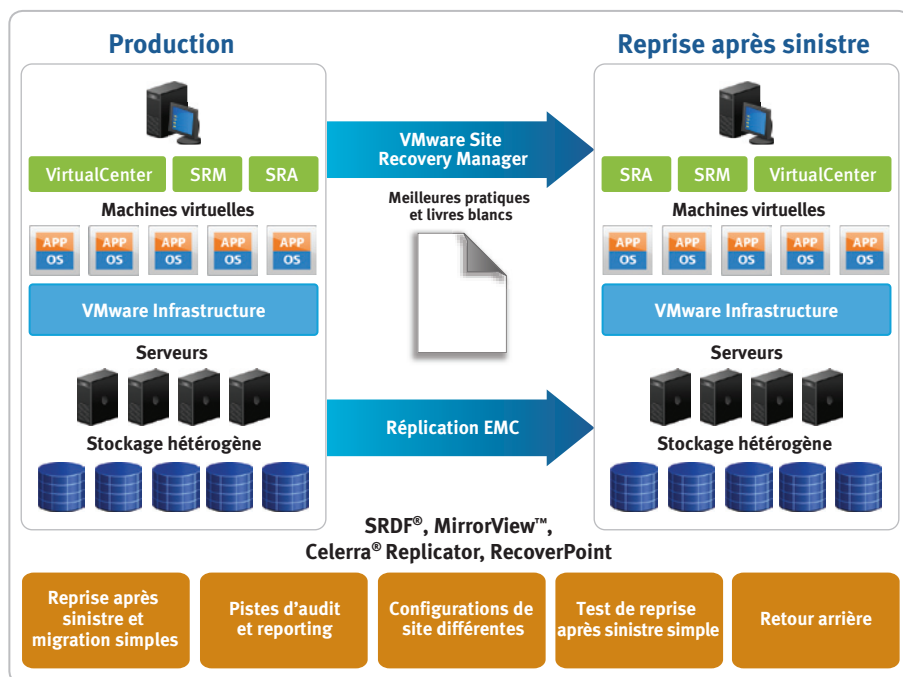 Production
VirtualCenter
SRM
SRA
Machines virtuelles
APP
OS
APP
OS
APP
OS
APP
OS
APP
OS
VMware Infrastructure
Serveurs
Stockage hétérogène
VMware Site
Recovery Manager
Meilleures pratiques
et livres blancs
Réplication EMC
Reprise après sinistre
SRA
SRM
VirtualCenter
Machines virtuelles
APP
OS
APP
OS
APP
OS
APP
OS
APP
OS
VMware Infrastructure
Serveurs
Stockage hétérogène
SRDF®, MirrorView™,
Celerra® Replicator, RecoverPoint
Reprise après
sinistre et
migration simples
Pistes d’audit
et reporting
Configurations de
site différentes
Test de reprise
après sinistre simple
Retour arrière